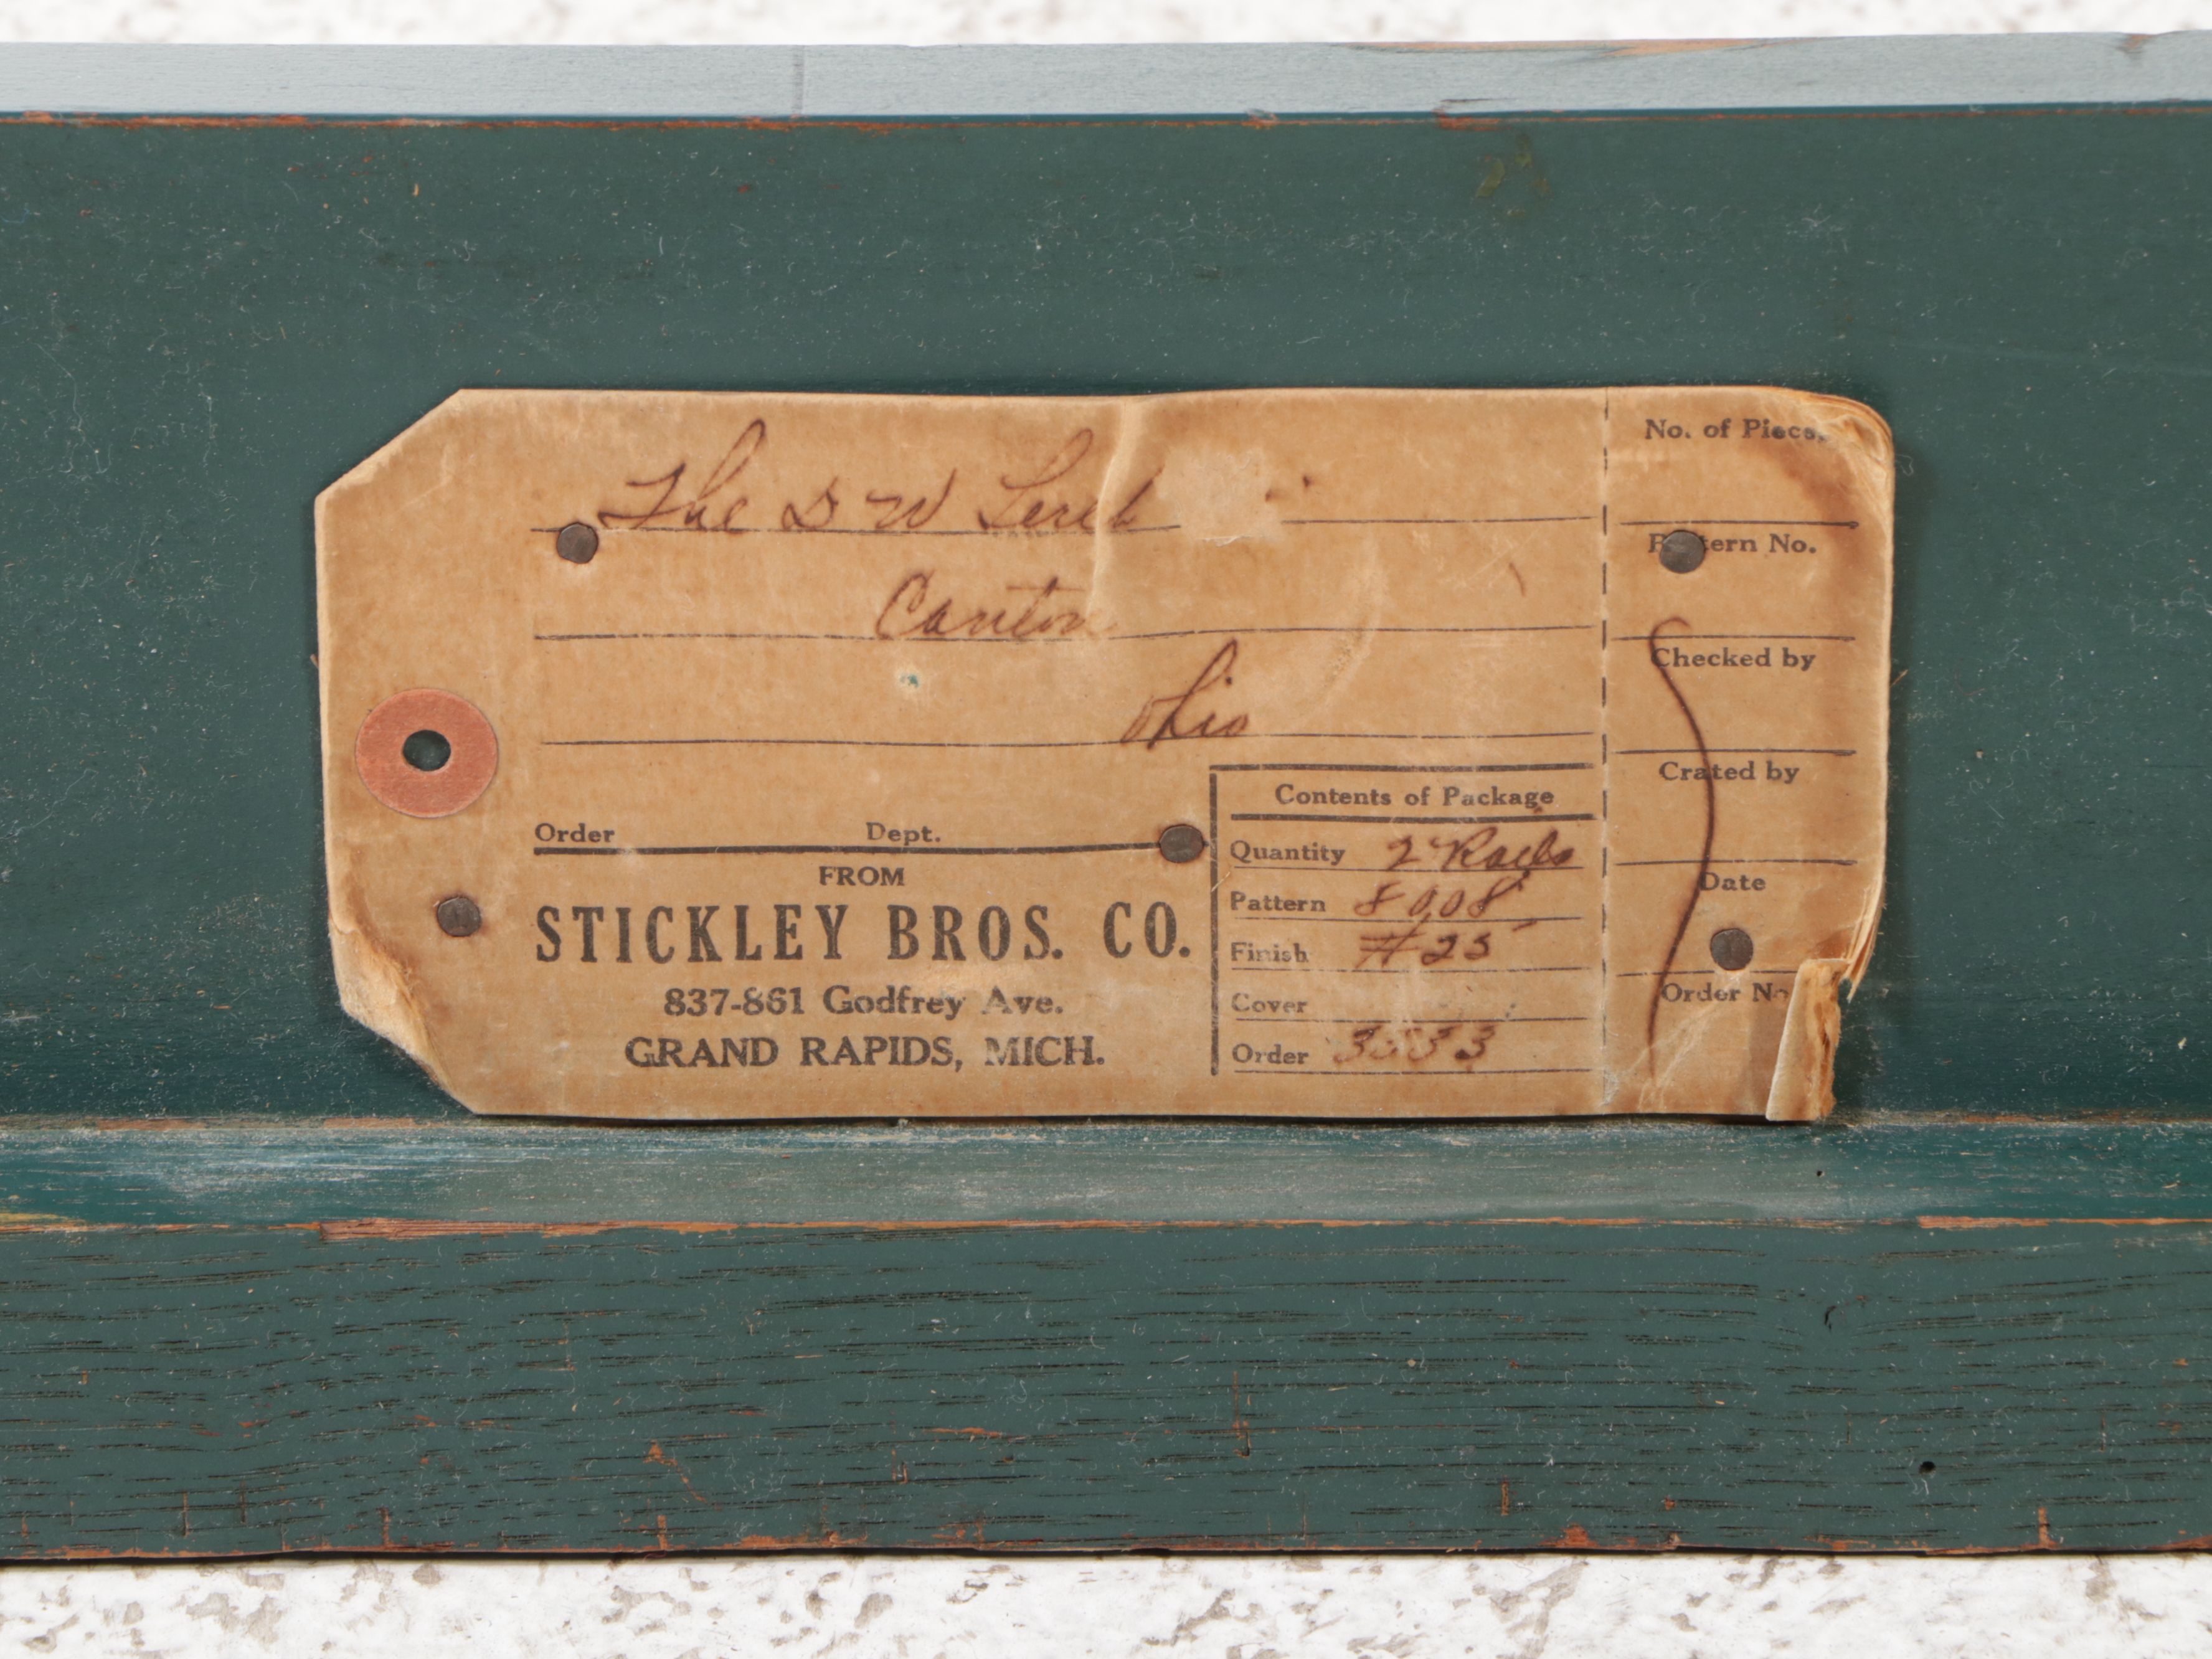 The D W Lerch
Canton
Ohio
Order Dept.
FROM
STICKLEY BROS. CO.
837-861 Godfrey Ave.
GRAND RAPIDS, MICH.
Contents of Package
Quantity 2 Rails
Pattern 8008
Finish #25
Cover
Order 3533
No. of Pieces
Pattern No.
Checked by
Crated by
Date
Order No